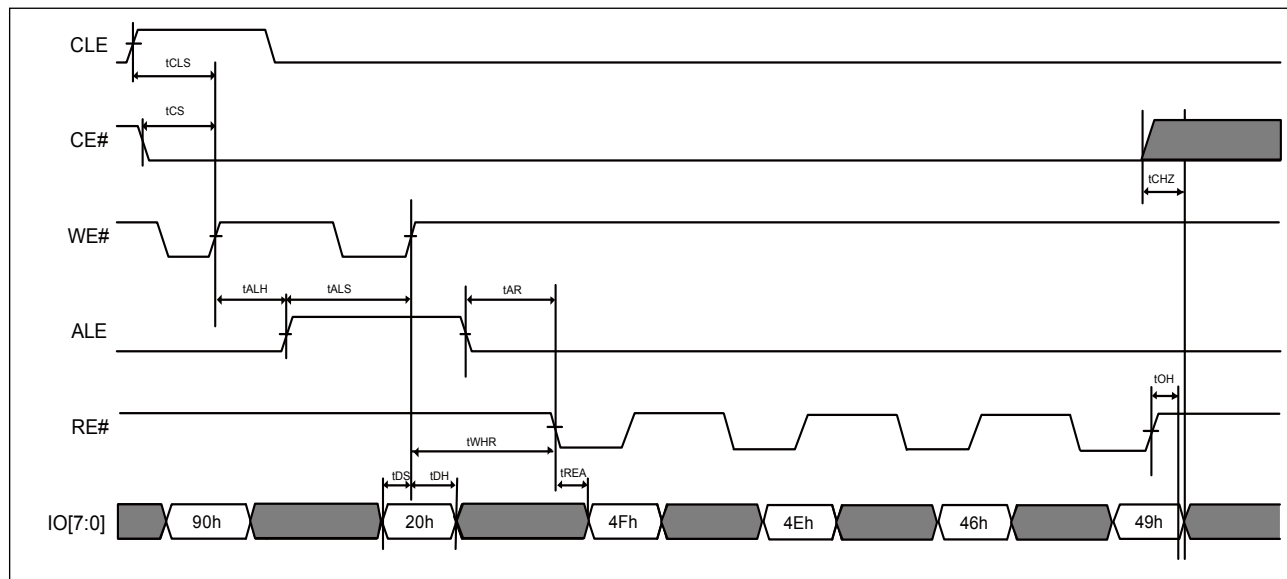 CLE
tCLS
tCS
CE#
tCHZ
WE#
tALH tALS tAR
ALE
tOH
RE#
tWHR
tDS tDH tREA
IO[7:0] 90h 20h 4Fh 4Eh 46h 49h